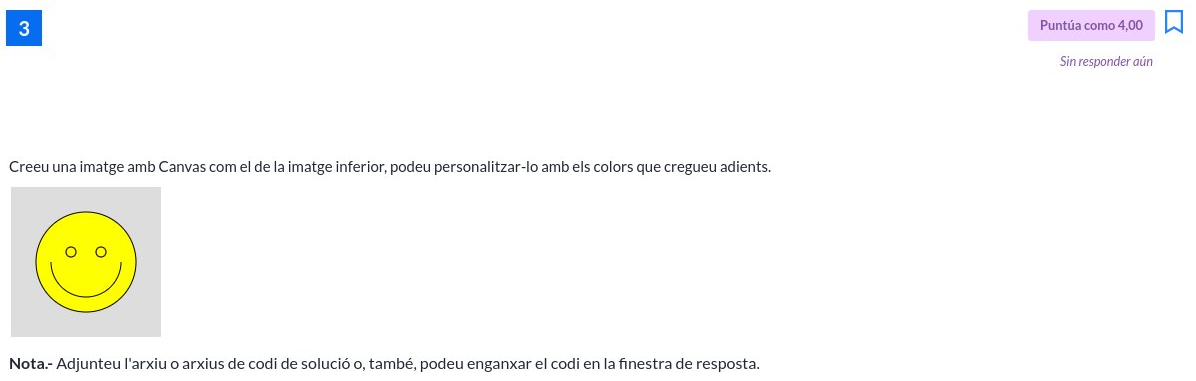 3
Puntúa como 4,00
Sin responder aún
Creeu una imatge amb Canvas com el de la imatge inferior, podeu personalitzar-lo amb els colors que cregueu adients.
Nota.- Adjunteu l'arxiu o arxius de codi de solució o, també, podeu enganxar el codi en la finestra de resposta.